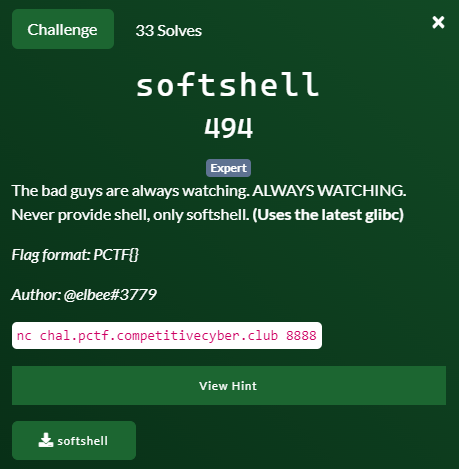 Challenge
33 Solves
×
softshell
494
Expert
The bad guys are always watching. ALWAYS WATCHING.
Never provide shell, only softshell. (Uses the latest glibc)
Flag format: PCTF{}
Author: @elbee#3779
nc chal.pctf.competitivecyber.club 8888
View Hint
softshell